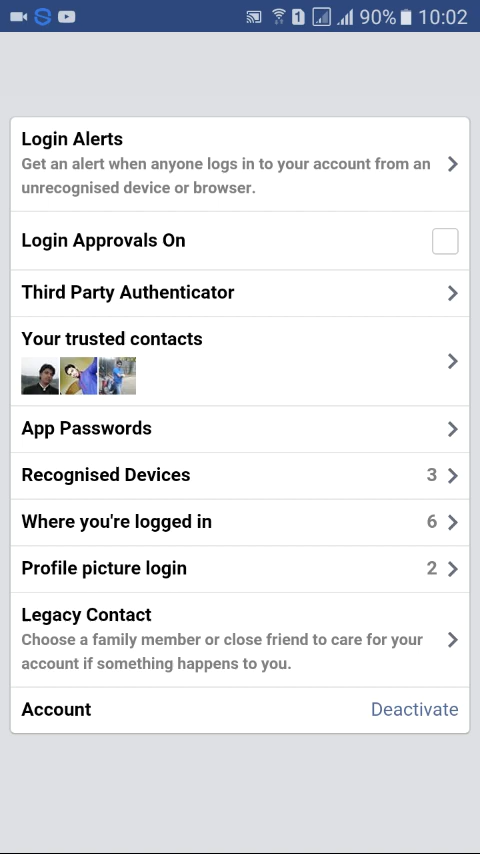 1 90% 10:02
Login Alerts
Get an alert when anyone logs in to your account from an
unrecognised device or browser.
Login Approvals On
Third Party Authenticator
Your trusted contacts
App Passwords
Recognised Devices 3
Where you're logged in 6
Profile picture login 2
Legacy Contact
Choose a family member or close friend to care for your
account if something happens to you.
Account Deactivate